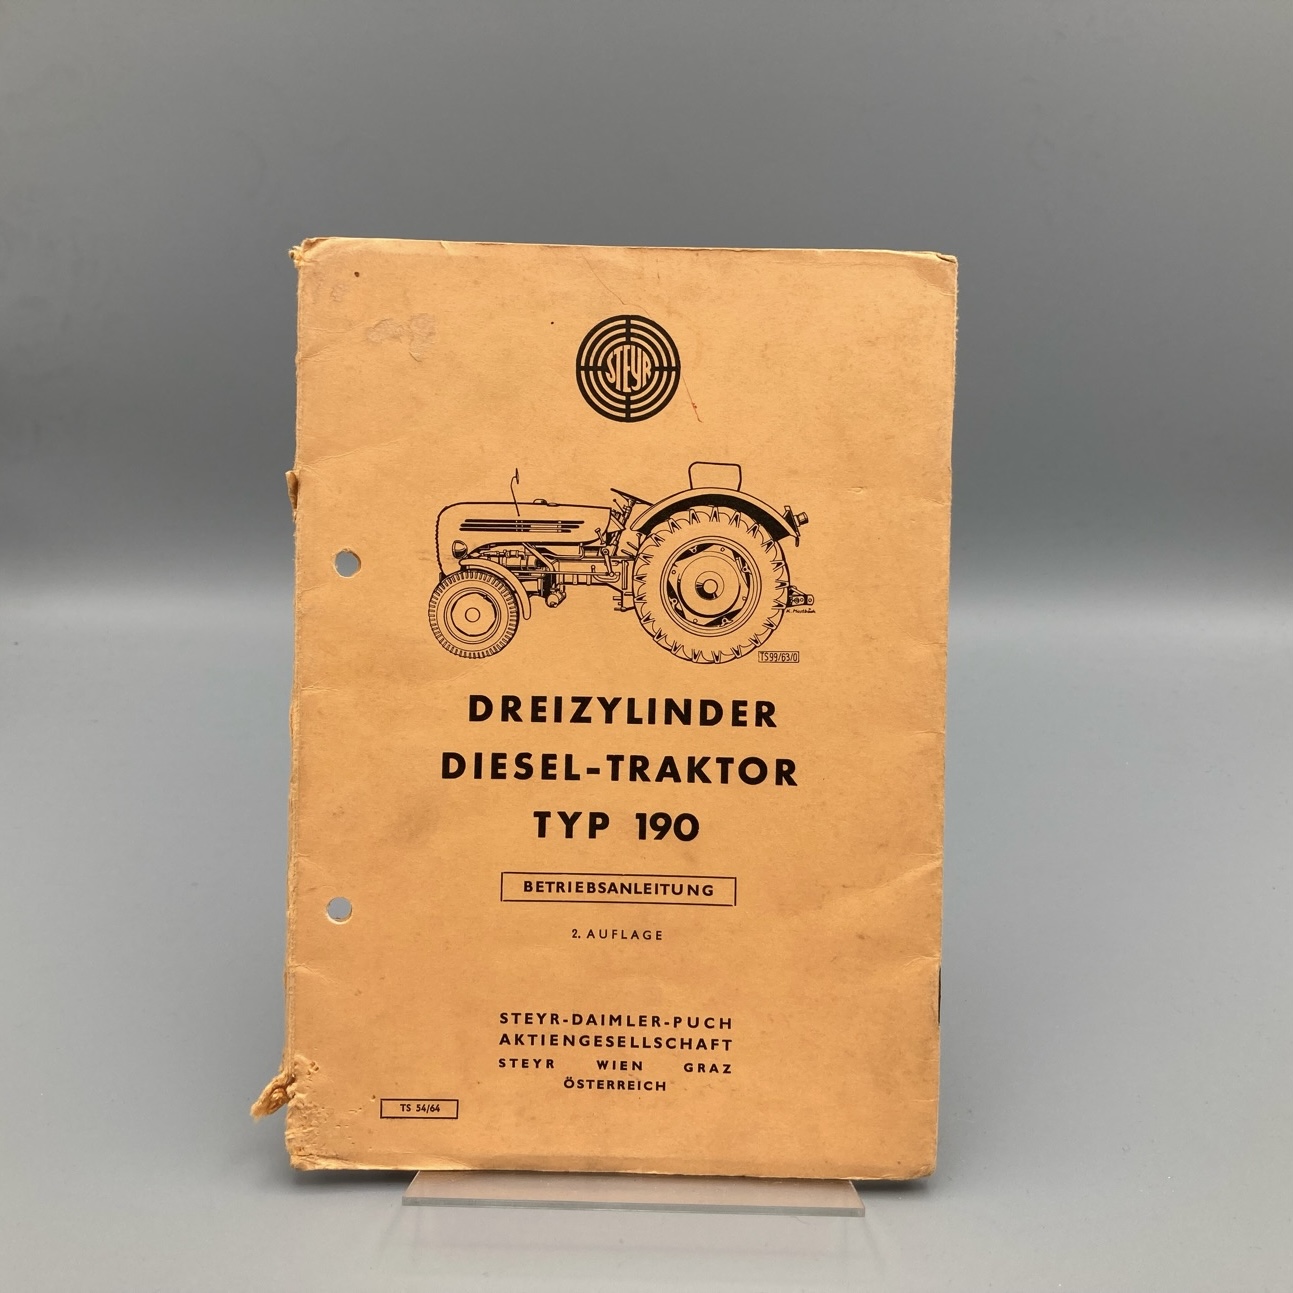 STEYR
TS99/63/0
DREIZYLINDER
DIESEL-TRAKTOR
TYP 190
BETRIEBSANLEITUNG
2. AUFLAGE
STEYR-DAIMLER-PUCH
AKTIENGESELLSCHAFT
STEYR WIEN GRAZ
ÖSTERREICH
TS 54/64